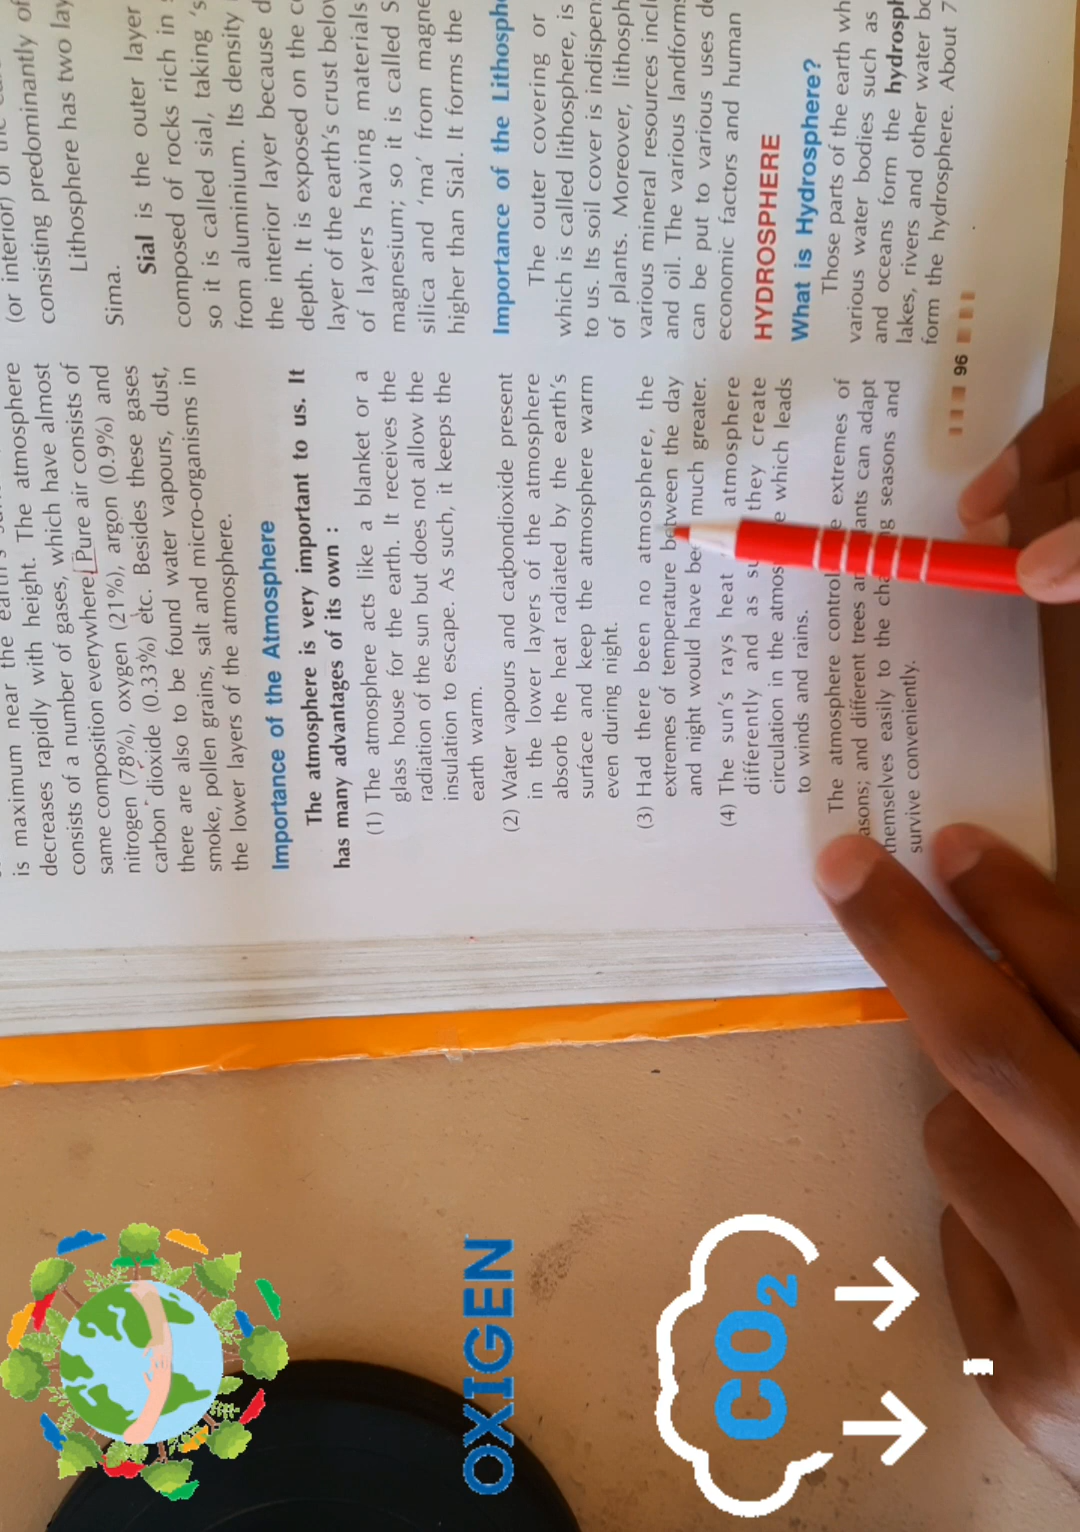 is maximum near the earth's
decreases rapidly with height. The atmosphere
consists of a number of gases, which have almost
same composition everywhere. Pure air consists of
nitrogen (78%), oxygen (21%), argon (0.9%) and
carbon dioxide (0.33%) etc. Besides these gases
there are also to be found water vapours, dust,
smoke, pollen grains, salt and micro-organisms in
the lower layers of the atmosphere.
Importance of the Atmosphere
The atmosphere is very important to us. It
has many advantages of its own :
(1) The atmosphere acts like a blanket or a
glass house for the earth. It receives the
radiation of the sun but does not allow the
insulation to escape. As such, it keeps the
earth warm.
(2) Water vapours and carbondioxide present
in the lower layers of the atmosphere
absorb the heat radiated by the earth's
surface and keep the atmosphere warm
even during night.
(3) Had there been no atmosphere, the
extremes of temperature between the day
and night would have bee much greater.
(4) The sun's rays heat atmosphere
differently and as su they create
circulation in the atmos e which leads
to winds and rains.
The atmosphere control e extremes of
asons; and different trees a ants can adapt
themselves easily to the cha g seasons and
survive conveniently.
(or interior) of the
consisting predominantly of
Lithosphere has two lay
Sima.
Sial is the outer layer
composed of rocks rich in
so it is called sial, taking 's
from aluminium. Its density
the interior layer because d
depth. It is exposed on the c
layer of the earth's crust belo
of layers having materials
magnesium; so it is called S
silica and 'ma' from magne
higher than Sial. It forms the
Importance of the Lithosph
The outer covering or
which is called lithosphere, is
to us. Its soil cover is indispen
of plants. Moreover, lithosph
various mineral resources incl
and oil. The various landforms
can be put to various uses de
economic factors and human
HYDROSPHERE
What is Hydrosphere?
Those parts of the earth wh
various water bodies such as
and oceans form the hydrosph
lakes, rivers and other water bo
form the hydrosphere. About 7
96
OXIGEN
CO2